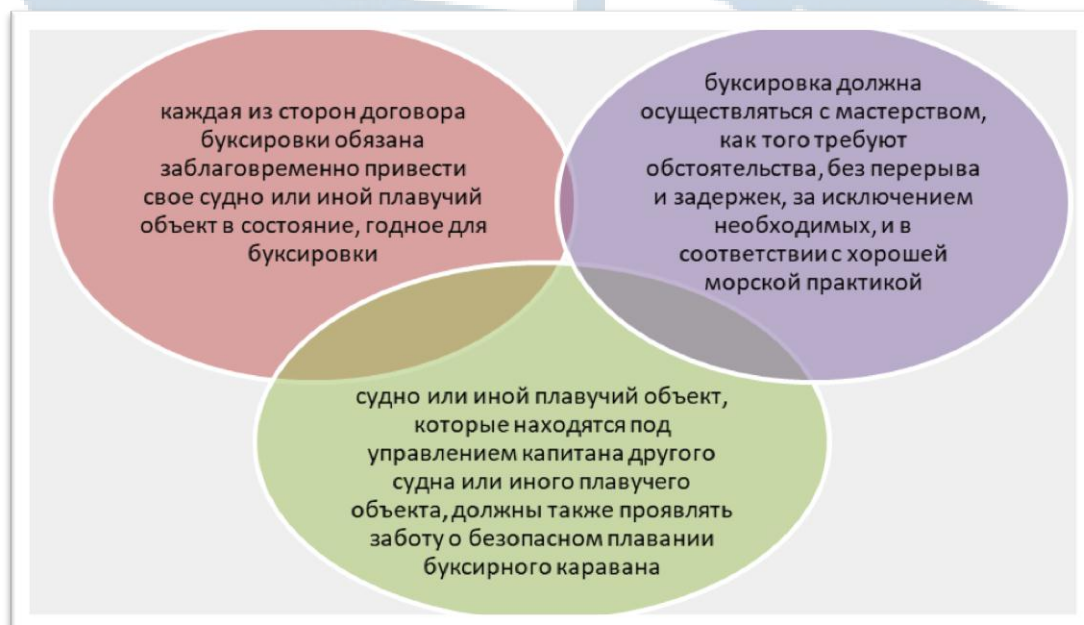 каждая из сторон договора
буксировки обязана
заблаговременно привести
свое судно или иной плавучий
объект в состояние, годное для
буксировки
буксировка должна
осуществляться с мастерством,
как того требуют
обстоятельства, без перерыва
и задержек, за исключением
необходимых, и в
соответствии с хорошей
морской практикой
судно или иной плавучий объект,
которые находятся под
управлением капитана другого
судна или иного плавучего
объекта, должны также проявлять
заботу о безопасном плавании
буксирного каравана